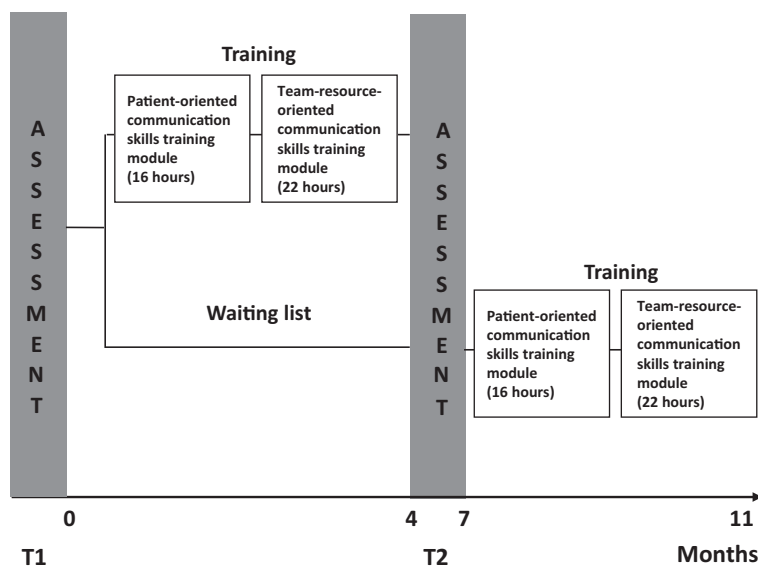 ASSESSMENT
Training
Patient-oriented
communication
skills training
module
(16 hours)
Team-resource-
oriented
communication
skills training
module
(22 hours)
Waiting list
ASSESSMENT
Training
Patient-oriented
communication
skills training
module
(16 hours)
Team-resource-
oriented
communication
skills training
module
(22 hours)
0 4 7 11
T1 T2 Months